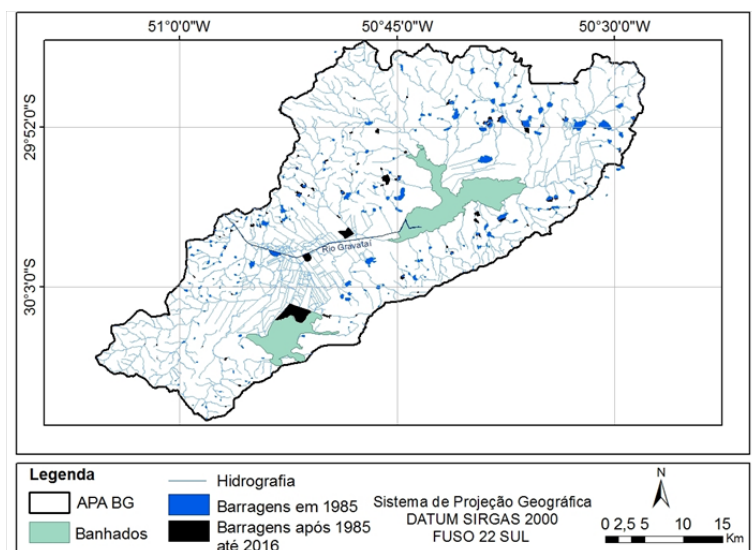 51°0'0"W 50°45'0"W 50°30'0"W
29°52'0"S
Rio Gravataí
30°3'0"S
Legenda
APA BG
Banhados
Hidrografia
Barragens em 1985
Barragens após 1985
até 2016
Sistema de Projeção Geográfica
DATUM SIRGAS 2000
FUSO 22 SUL
N
0 2,5 5 10 15
Km